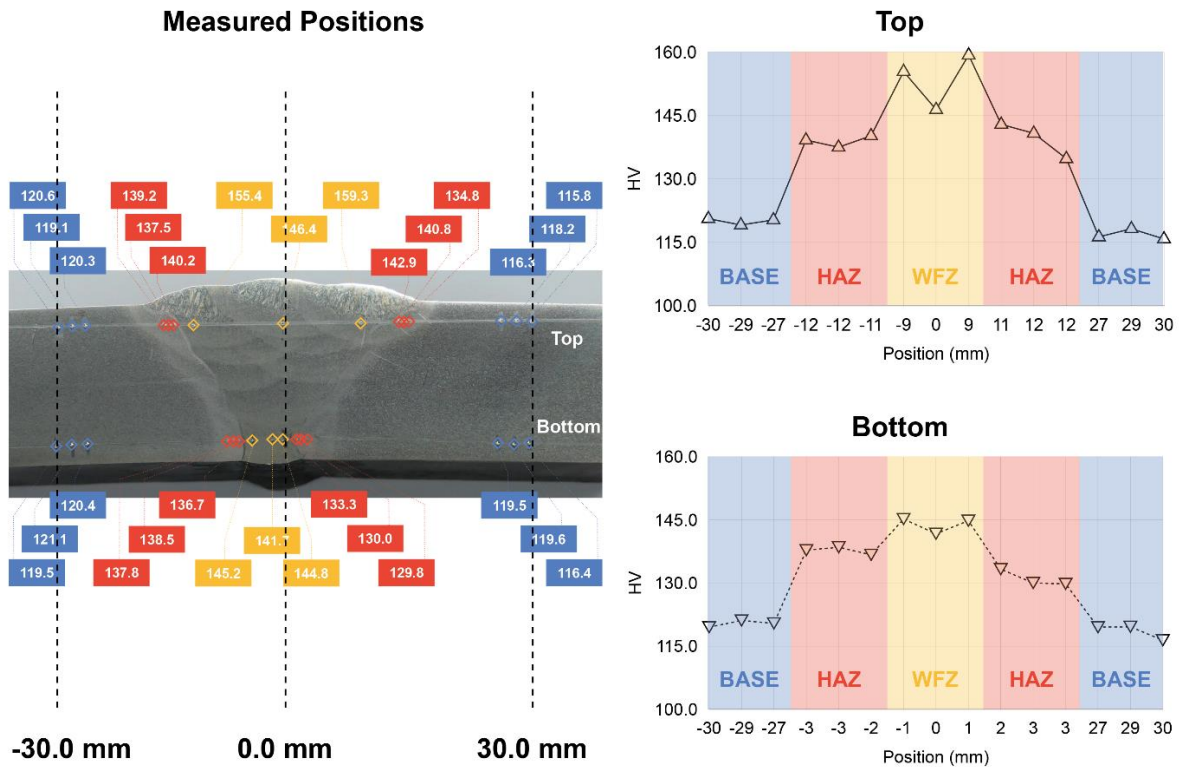 Measured Positions
120.6
139.2
155.4
159.3
134.8
115.8
119.1
137.5
146.4
140.8
118.2
120.3
140.2
142.9
116.3
Top
Bottom
120.4
136.7
133.3
119.5
121.1
138.5
141.7
130.0
119.6
119.5
137.8
145.2
144.8
129.8
116.4
-30.0 mm
0.0 mm
30.0 mm
Top
HV
160.0
145.0
130.0
115.0
100.0
BASE
HAZ
WFZ
HAZ
BASE
-30 -29 -27 -12 -12 -11 -9 0 9 11 12 12 27 29 30
Position (mm)
Bottom
HV
160.0
145.0
130.0
115.0
100.0
BASE
HAZ
WFZ
HAZ
BASE
-30 -29 -27 -3 -3 -2 -1 0 1 2 3 3 27 29 30
Position (mm)